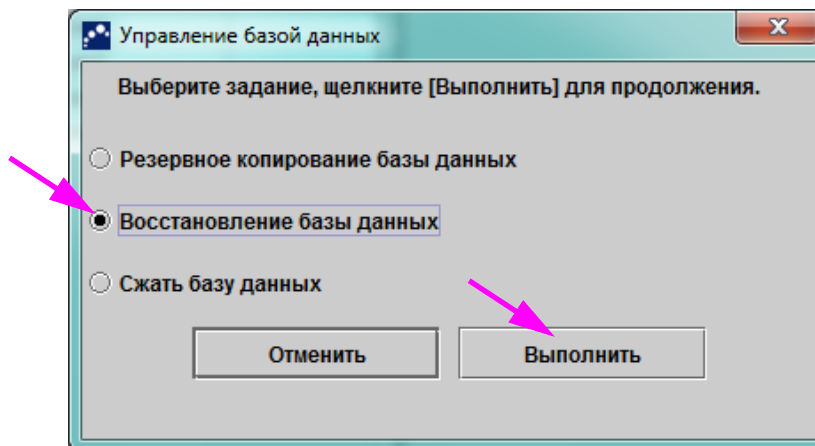 Управление базой данных
Выберите задание, щелкните [Выполнить] для продолжения.
Резервное копирование базы данных
Восстановление базы данных
Сжать базу данных
Отменить
Выполнить